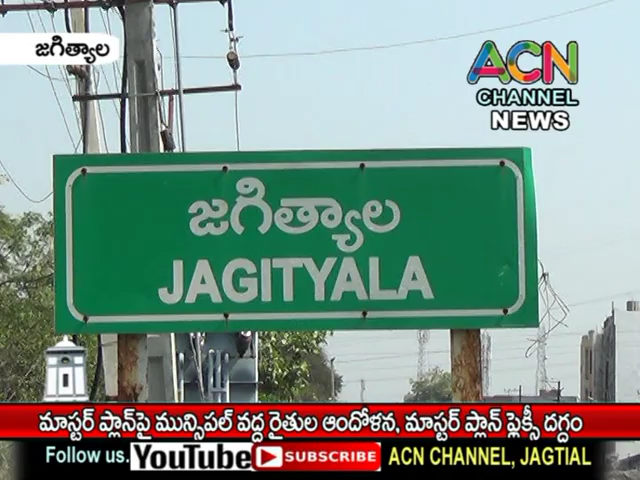 జగిత్యాల
ACN
CHANNEL
NEWS
జగిత్యాల
JAGITYALA
మాస్టర్ ప్లాన్‌పై మున్సిపల్ వద్ద రైతుల ఆందోళన, మాస్టర్ ప్లాన్ ఫ్లెక్సీ దగ్ధం
Follow us. YouTube SUBSCRIBE ACN CHANNEL, JAGTIAL